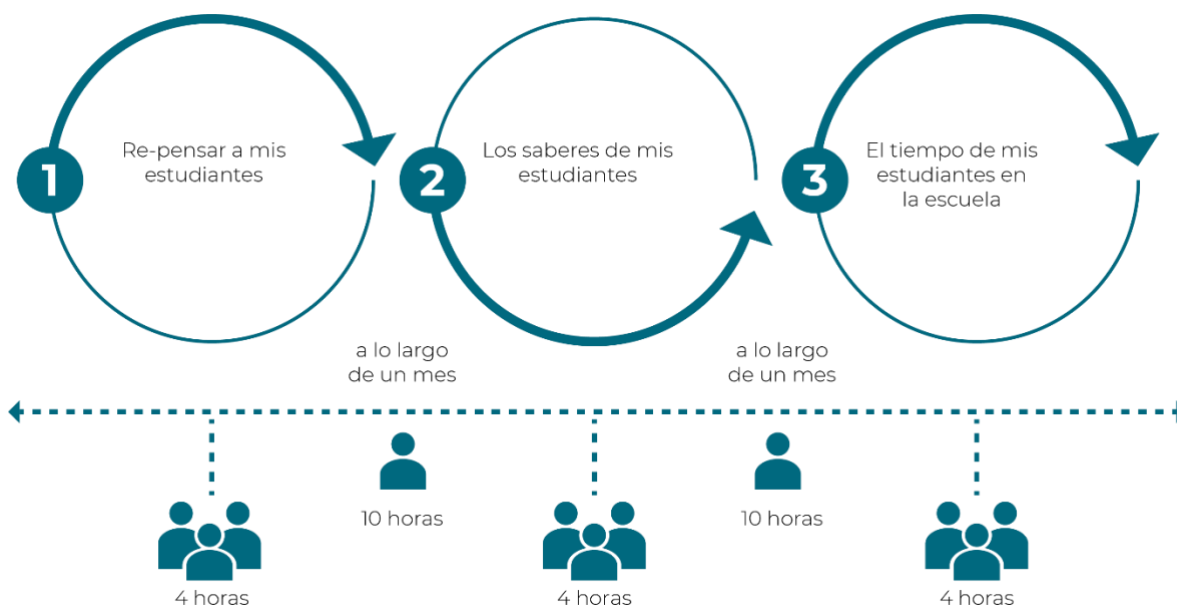 1
Re-pensar a mis
estudiantes
2
Los saberes de mis
estudiantes
3
El tiempo de mis
estudiantes en
la escuela
a lo largo
de un mes
a lo largo
de un mes
10 horas
10 horas
4 horas
4 horas
4 horas